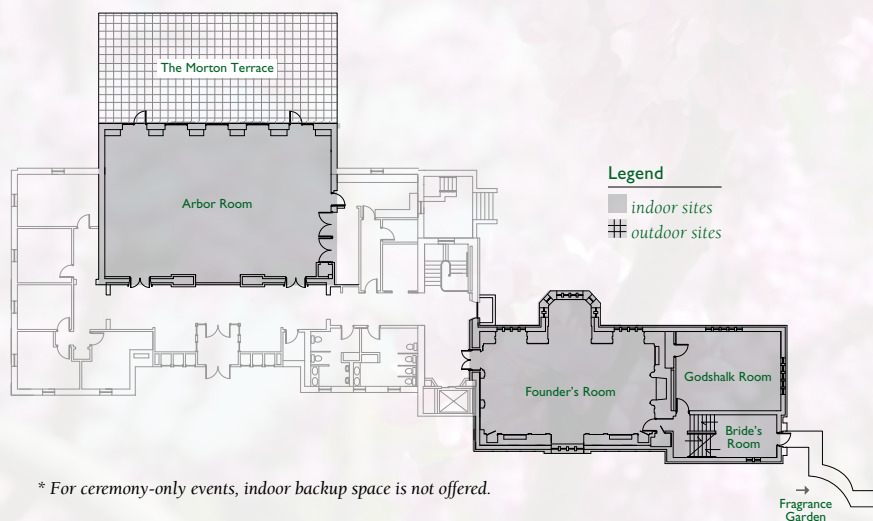 The Morton Terrace
Arbor Room
Legend
indoor sites
outdoor sites
Founder's Room
Godshalk Room
Bride's
Room
* For ceremony-only events, indoor backup space is not offered.
Fragrance
Garden